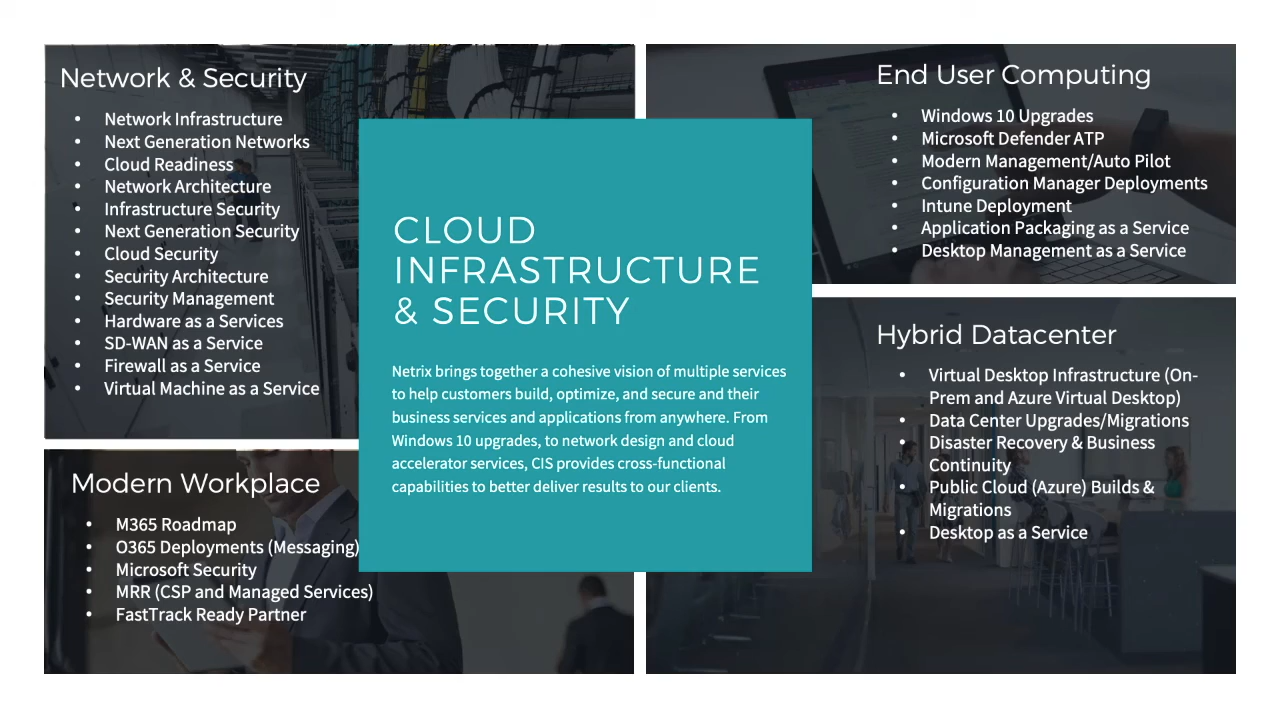 Network & Security
• Network Infrastructure
• Next Generation Networks
• Cloud Readiness
• Network Architecture
• Infrastructure Security
• Next Generation Security
• Cloud Security
• Security Architecture
• Security Management
• Hardware as a Services
• SD-WAN as a Service
• Firewall as a Service
• Virtual Machine as a Service
Modern Workplace
• M365 Roadmap
• O365 Deployments (Messaging)
• Microsoft Security
• MRR (CSP and Managed Services)
• FastTrack Ready Partner
CLOUD
INFRASTRUCTURE
& SECURITY
Netrix brings together a cohesive vision of multiple services
to help customers build, optimize, and secure and their
business services and applications from anywhere. From
Windows 10 upgrades, to network design and cloud
accelerator services, CIS provides cross-functional
capabilities to better deliver results to our clients.
End User Computing
• Windows 10 Upgrades
• Microsoft Defender ATP
• Modern Management/Auto Pilot
• Configuration Manager Deployments
• Intune Deployment
• Application Packaging as a Service
• Desktop Management as a Service
Hybrid Datacenter
• Virtual Desktop Infrastructure (On-
Prem and Azure Virtual Desktop)
• Data Center Upgrades/Migrations
• Disaster Recovery & Business
Continuity
• Public Cloud (Azure) Builds &
Migrations
• Desktop as a Service